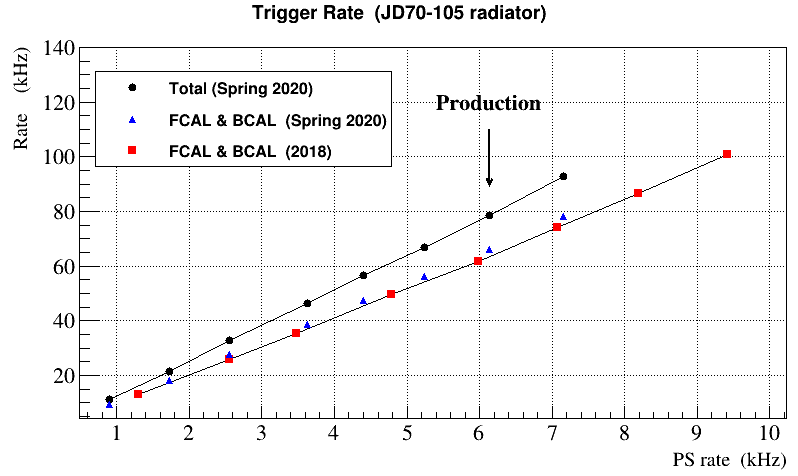 Trigger Rate (JD70-105 radiator)
Rate (kHz)
140
120
100
80
60
40
20
Total (Spring 2020)
FCAL & BCAL (Spring 2020)
FCAL & BCAL (2018)
Production
1 2 3 4 5 6 7 8 9 10
PS rate (kHz)